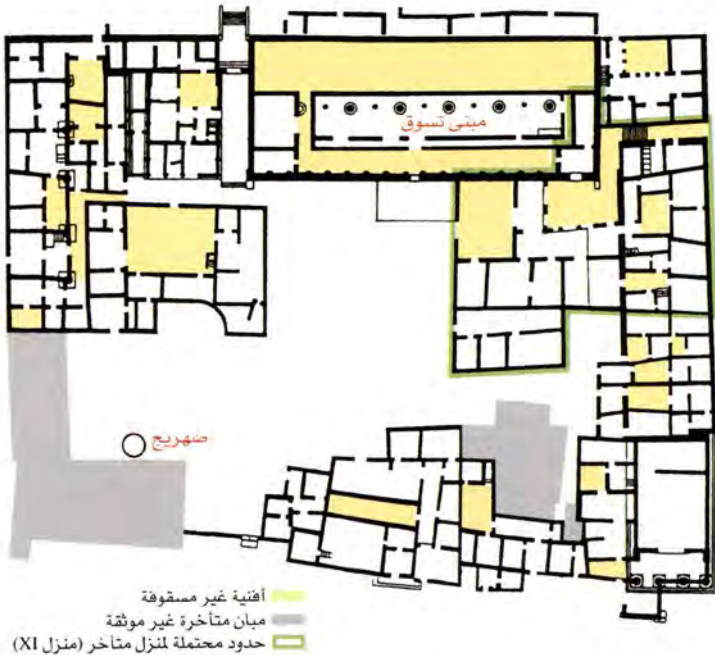 مبنى تسوق
صهريج
أفنية غير مسقوفة
مبان متأخرة غير موثقة
حدود محتملة لمنزل متأخر (منزل XI)